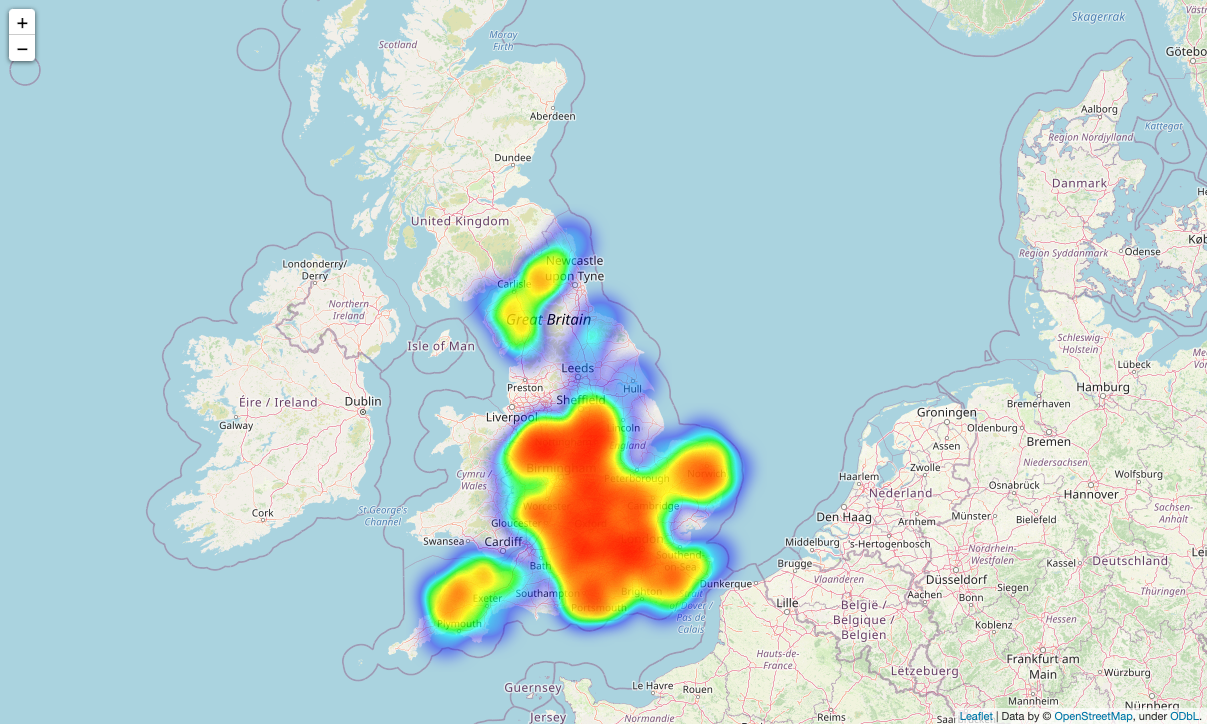 +
−
Scotland
Moray
Firth
Skagerrak
Göteborg
Aberdeen
Aalborg
Region Nordjylland
Kattegat
Dundee
Danmark
United Kingdom
Londonderry/
Derry
Northern
Ireland
Newcastle
upon Tyne
Carlisle
Great Britain
Isle of Man
Region Syddanmark
Odense
Køb
Leeds
Hull
Preston
Sheffield
Liverpool
Lincoln
Schleswig-
Holstein
Lübeck
Hamburg
Éire / Ireland
Dublin
Galway
Cymru /
Wales
Birmingham
Peterborough
Norwich
Cambridge
Groningen
Bremerhaven
Oldenburg
Bremen
Assen
Zwolle
Niedersachsen
Haarlem
Nederland
Osnabrück
Wolfsburg
Hannover
Cork
St George's
Channel
Swansea
Cardiff
Gloucester
Bath
Den Haag
Arnhem
Münster
Bielefeld
Sachsen-
Anhalt
Middelburg
's-Hertogenbosch
Brugge
Nordrhein-
Westfalen
Kassel
Deutschland
Southend-
on Sea
Dunkerque
Vlaanderen
Düsseldorf
Aachen
Siegen
Bonn
Exeter
Southampton
Brighton
Portsmouth
Plymouth
Lille
België /
Belgique /
Belgien
Hessen
Koblenz
Pas de
Calais
Hauts-de-
France
Frankfurt am
Main
Lëtzebuerg
Würzburg
Guernsey
Le Havre
Rouen
Jersey
Normandie
Reims
Saa
Mannheim
Nürnberg
Leaflet | Data by © OpenStreetMap, under ODbL.